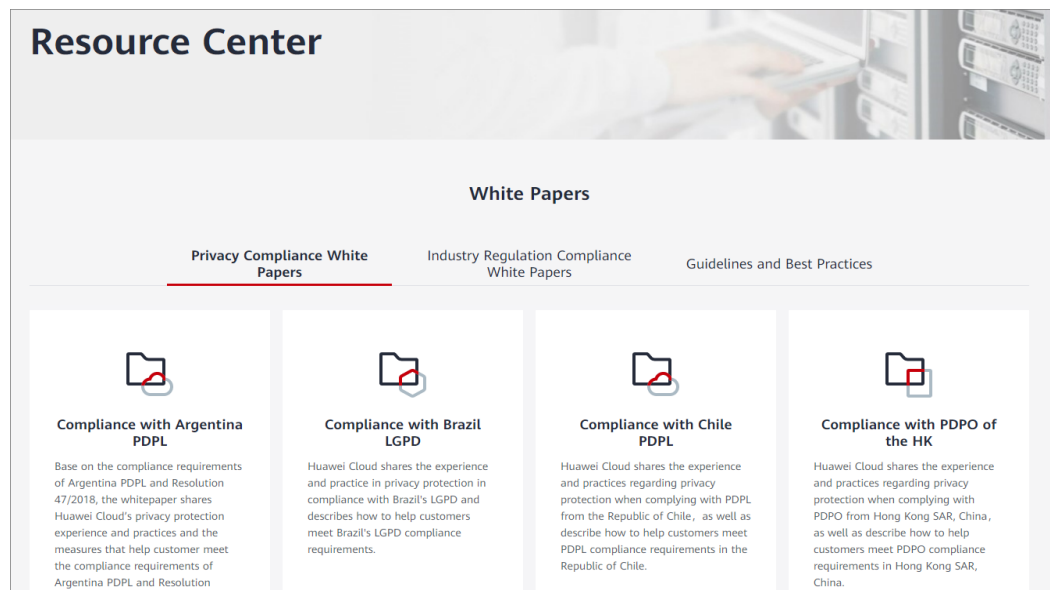 Resource Center
White Papers
Privacy Compliance White
Papers
Industry Regulation Compliance
White Papers
Guidelines and Best Practices
Compliance with Argentina
PDPL
Base on the compliance requirements
of Argentina PDPL and Resolution
47/2018, the whitepaper shares
Huawei Cloud's privacy protection
experience and practices and the
measures that help customer meet
the compliance requirements of
Argentina PDPL and Resolution
Compliance with Brazil
LGPD
Huawei Cloud shares the experience
and practice in privacy protection in
compliance with Brazil's LGPD and
describes how to help customers
meet Brazil's LGPD compliance
requirements.
Compliance with Chile
PDPL
Huawei Cloud shares the experience
and practices regarding privacy
protection when complying with PDPL
from the Republic of Chile，as well as
describe how to help customers meet
PDPL compliance requirements in the
Republic of Chile.
Compliance with PDPO of
the HK
Huawei Cloud shares the experience
and practices regarding privacy
protection when complying with
PDPO from Hong Kong SAR, China，
as well as describe how to help
customers meet PDPO compliance
requirements in Hong Kong SAR,
China.